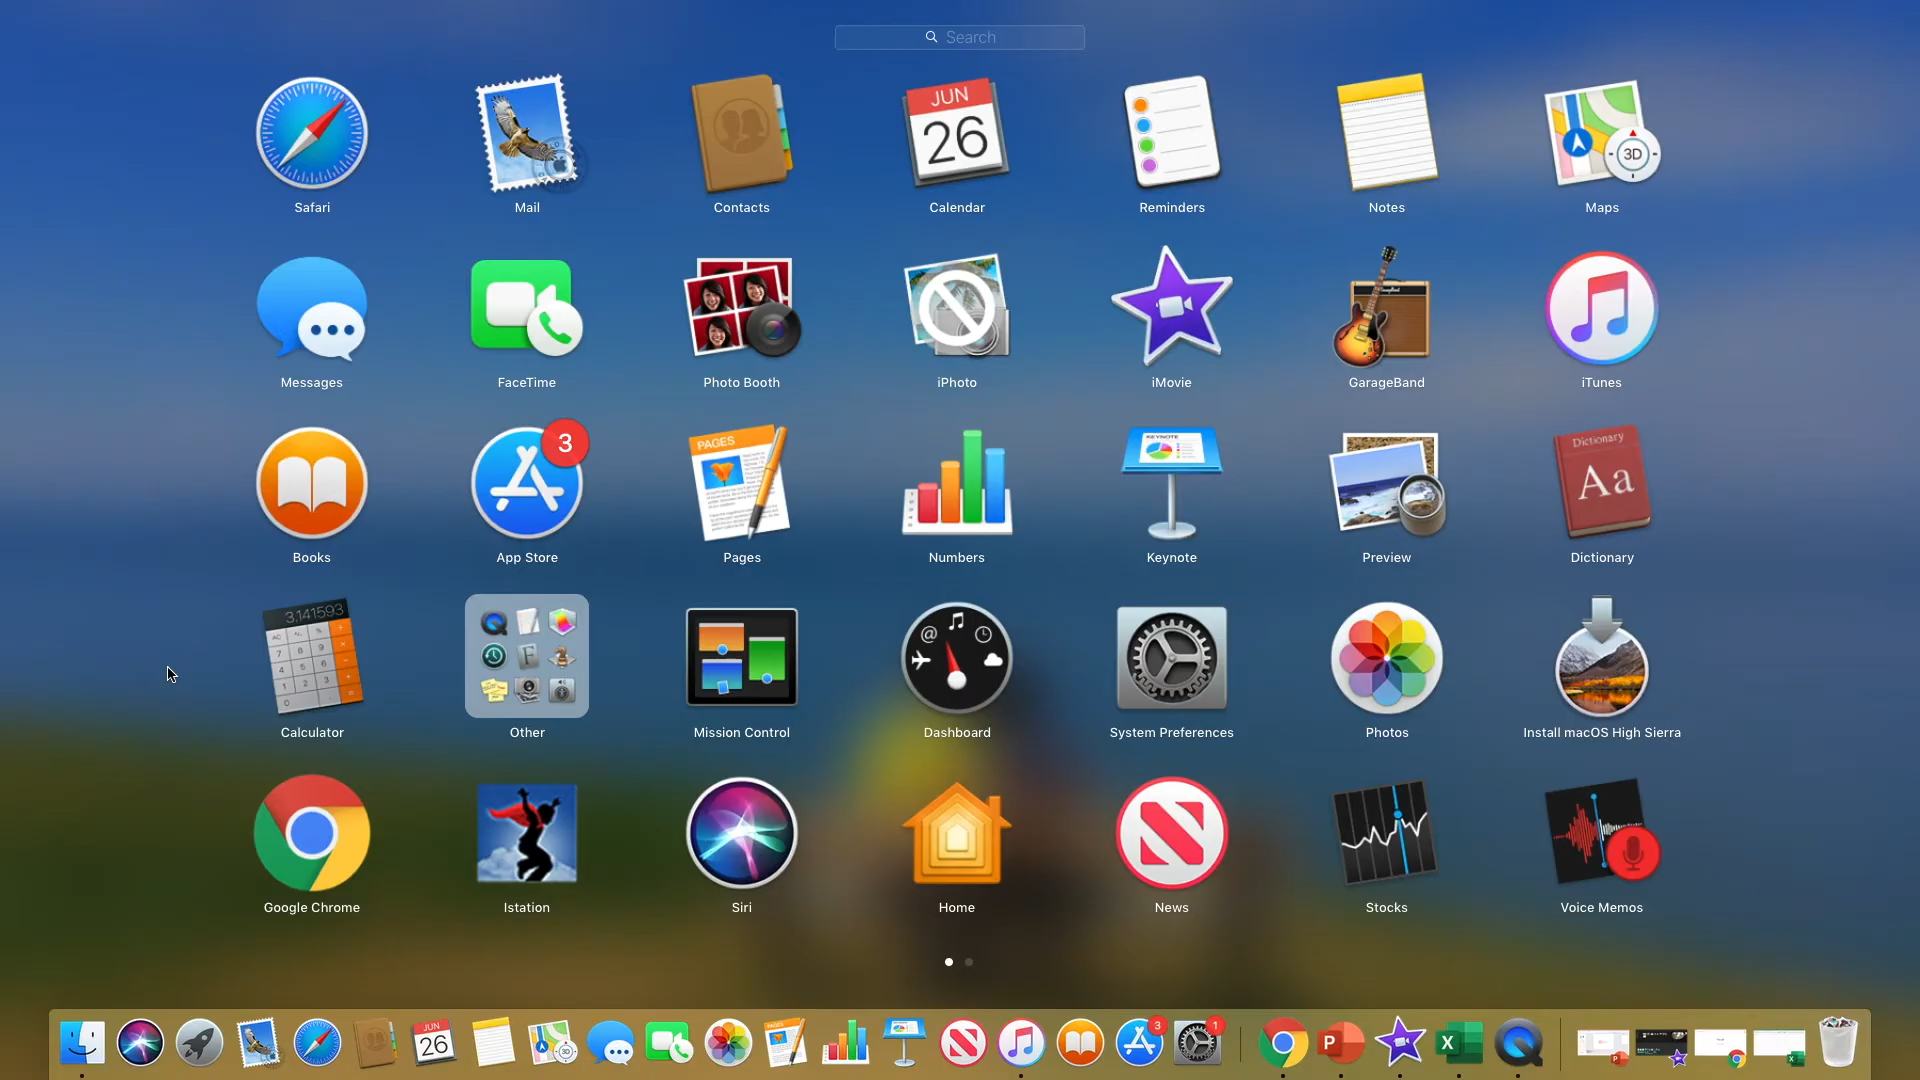 Search
JUN
26
3D
Safari
Mail
Contacts
Calendar
Reminders
Notes
Maps
Messages
FaceTime
Photo Booth
iPhoto
iMovie
GarageBand
iTunes
3
PAGES
KEYNOTE
Dictionary
Aa
Books
App Store
Pages
Numbers
Keynote
Preview
Dictionary
3.141593
Calculator
Other
Mission Control
Dashboard
System Preferences
Photos
Install macOS High Sierra
Google Chrome
Istation
Siri
Home
News
Stocks
Voice Memos
JUN
26
3D
PAGES
3
1
P
X